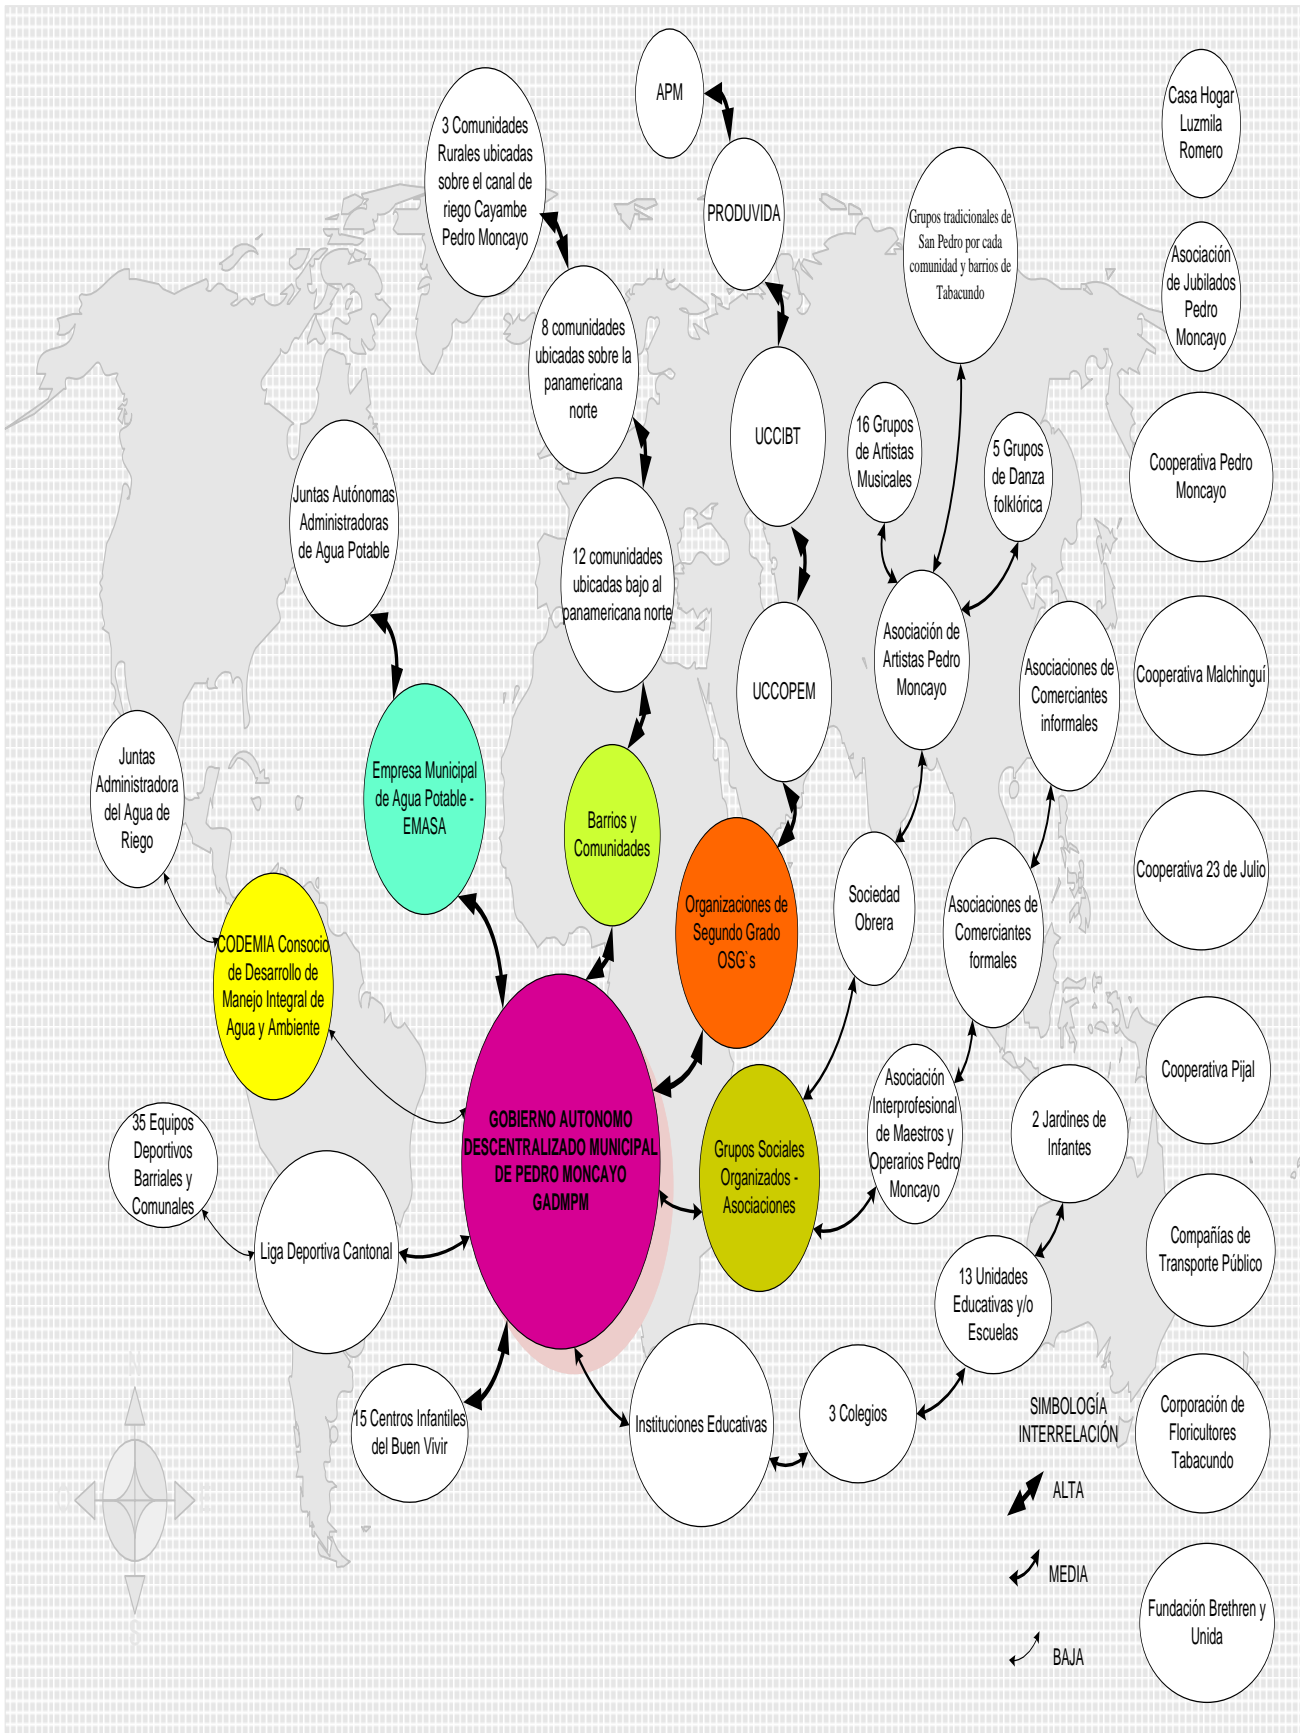 APM
Casa Hogar
Luzmila
Romero
3 Comunidades
Rurales ubicadas
sobre el canal de
riego Cayambe
Pedro Moncayo
PRODUVIDA
Grupos tradicionales de
San Pedro por cada
comunidad y barrios de
Tabacundo
Asociación
de Jubilados
Pedro
Moncayo
8 comunidades
ubicadas sobre la
panamericana
norte
UCCIBT
16 Grupos
de Artistas
Musicales
5 Grupos
de Danza
folklórica
Cooperativa Pedro
Moncayo
Juntas Autónomas
Administradoras
de Agua Potable
12 comunidades
ubicadas bajo al
panamericana norte
UCCOPEM
Asociación de
Artistas Pedro
Moncayo
Asociaciones de
Comerciantes
informales
Cooperativa Malchinguí
Juntas
Administradora
del Agua de
Riego
Empresa Municipal
de Agua Potable -
EMASA
Barrios y
Comunidades
Organizaciones de
Segundo Grado
OSG`s
Sociedad
Obrera
Asociaciones de
Comerciantes
formales
Cooperativa 23 de Julio
CODEMIA Consocio
de Desarrollo de
Manejo Integral de
Agua y Ambiente
GOBIERNO AUTONOMO
DESCENTRALIZADO MUNICIPAL
DE PEDRO MONCAYO
GADMPM
Grupos Sociales
Organizados -
Asociaciones
Asociación
Interprofesional
de Maestros y
Operarios Pedro
Moncayo
2 Jardines de
Infantes
Cooperativa Pijal
35 Equipos
Deportivos
Barriales y
Comunales
Liga Deportiva Cantonal
13 Unidades
Educativas y/o
Escuelas
Compañías de
Transporte Público
15 Centros Infantiles
del Buen Vivir
Instituciones Educativas
3 Colegios
Corporación de
Floricultores
Tabacundo
SIMBOLOGÍA
INTERRELACIÓN
ALTA
MEDIA
BAJA
Fundación Brethren y
Unida
S